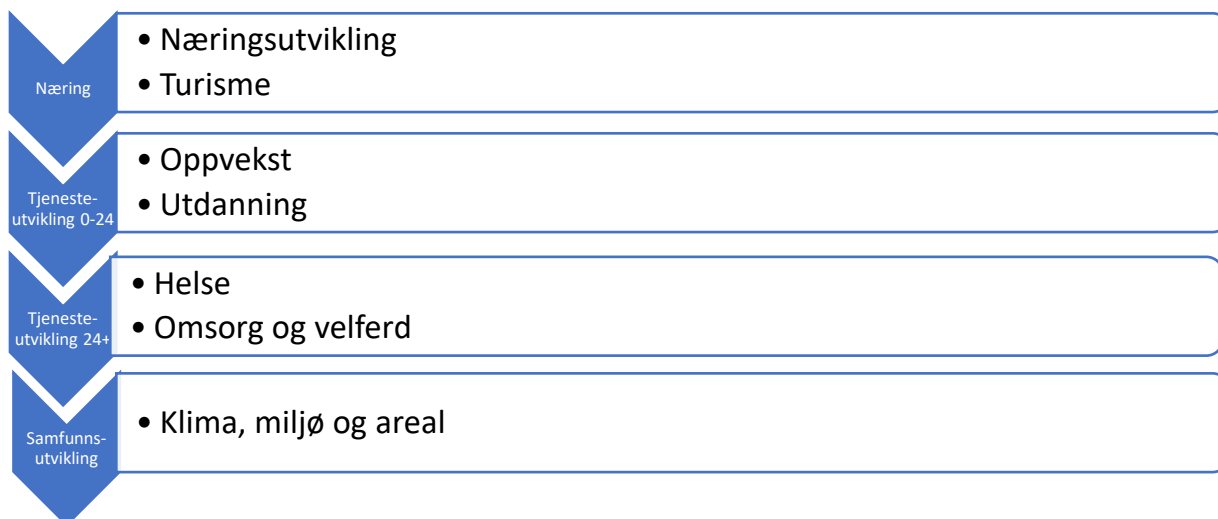 Næring
• Næringsutvikling
• Turisme
Tjeneste-
utvikling 0-24
• Oppvekst
• Utdanning
Tjeneste-
utvikling 24+
• Helse
• Omsorg og velferd
Samfunns-
utvikling
• Klima, miljø og areal